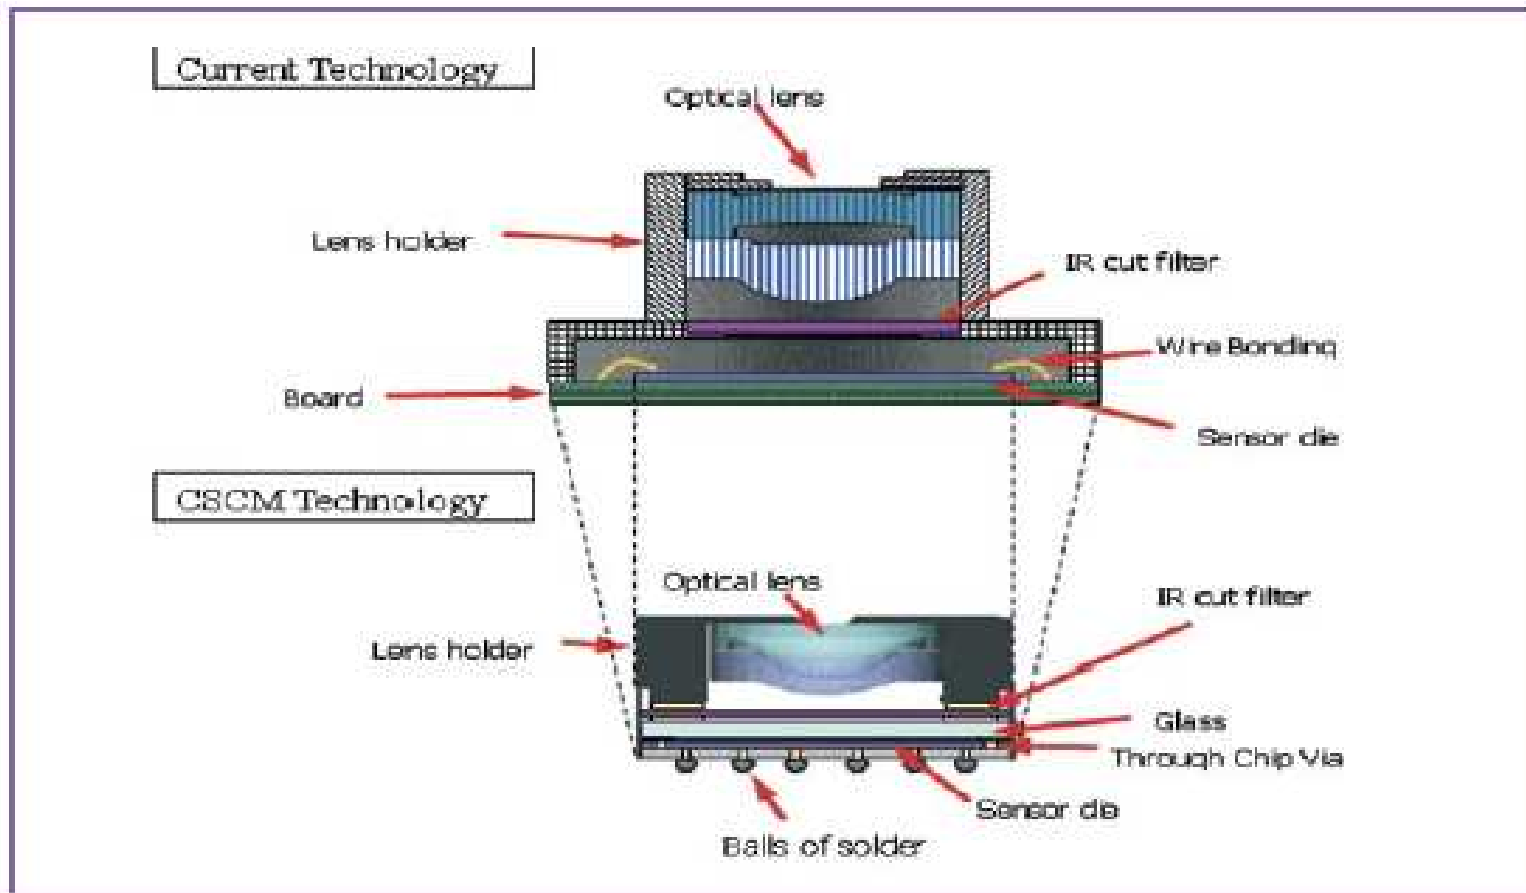 Current Technology
Optical lens
Lens holder
IR cut filter
Wire Bonding
Board
Sensor die
CSCM Technology
Optical lens
IR cut filter
Lens holder
Glass
Through Chip Via
Sensor die
Balls of solder